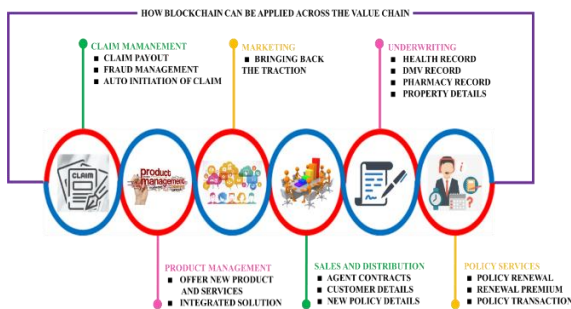 HOW BLOCKCHAIN CAN BE APPLIED ACROSS THE VALUE CHAIN
CLAIM MAMANEMENT
■ CLAIM PAYOUT
■ FRAUD MANAGEMENT
■ AUTO INITIATION OF CLAIM
MARKETING
■ BRINGING BACK
THE TRACTION
UNDERWRITING
■ HEALTH RECORD
■ DMV RECORD
■ PHARMACY RECORD
■ PROPERTY DETAILS
CLAIM
product
management
PRODUCT MANAGEMENT
■ OFFER NEW PRODUCT
AND SERVICES
■ INTEGRATED SOLUTION
SALES AND DISTRIBUTION
■ AGENT CONTRACTS
■ CUSTOMER DETAILS
■ NEW POLICY DETAILS
POLICY SERVICES
■ POLICY RENEWAL
■ RENEWAL PREMIUM
■ POLICY TRANSACTION